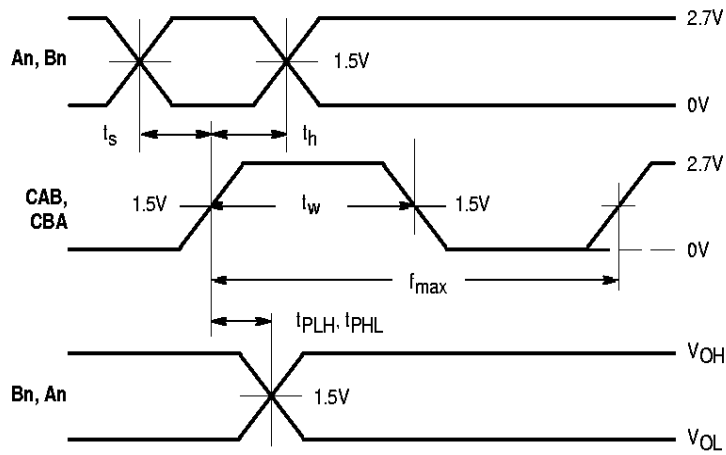 2.7V
An, Bn
1.5V
0V
ts
th
2.7V
CAB,
CBA
1.5V
tw
1.5V
0V
fmax
tPLH, tPHL
VOH
Bn, An
1.5V
VOL